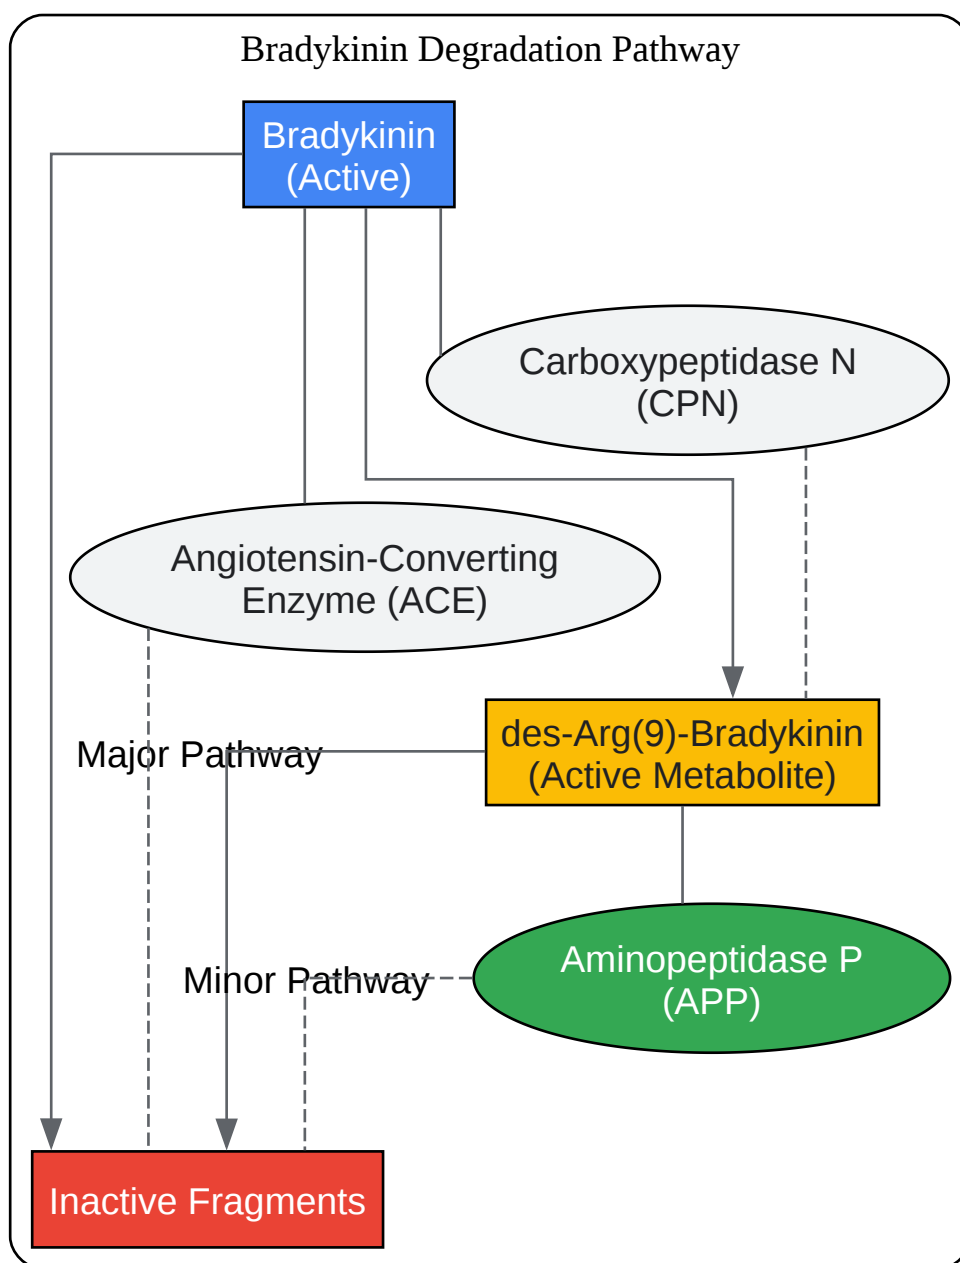 Bradykinin Degradation Pathway
Bradykinin
(Active)
Carboxypeptidase N
(CPN)
Angiotensin-Converting
Enzyme (ACE)
des-Arg(9)-Bradykinin
(Active Metabolite)
Major Pathway
Aminopeptidase P
(APP)
Minor Pathway
Inactive Fragments